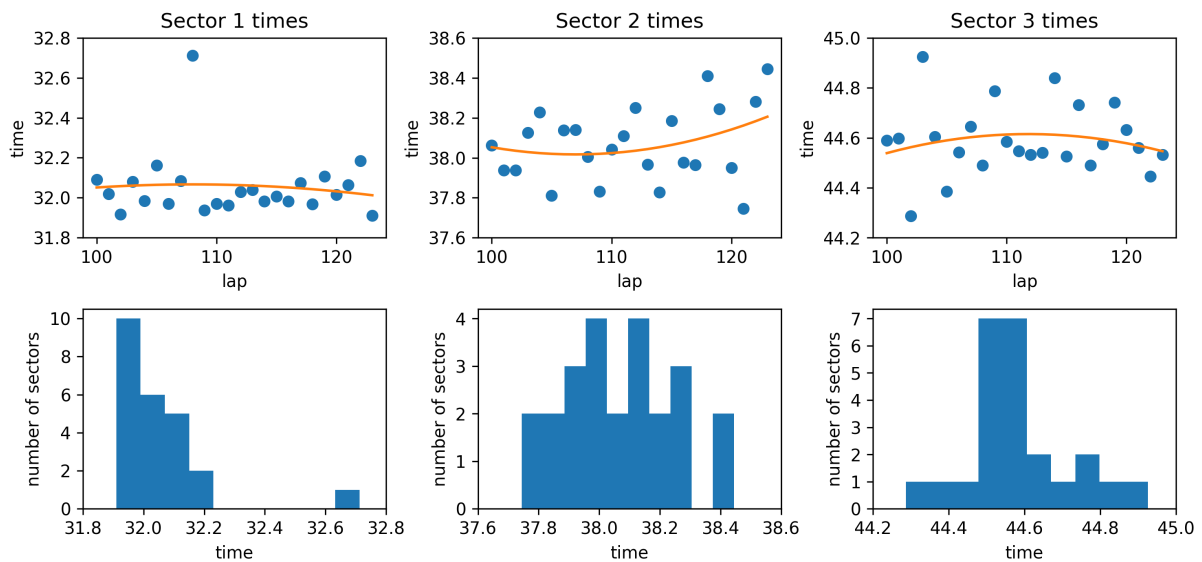 Sector 1 times
32.8
32.6
32.4
32.2
32.0
31.8
time
100
110
120
lap
Sector 2 times
38.6
38.4
38.2
38.0
37.8
37.6
time
100
110
120
lap
Sector 3 times
45.0
44.8
44.6
44.4
44.2
time
100
110
120
lap
10
8
6
4
2
0
number of sectors
31.8 32.0 32.2 32.4 32.6 32.8
time
4
3
2
1
0
number of sectors
37.6 37.8 38.0 38.2 38.4 38.6
time
7
6
5
4
3
2
1
0
number of sectors
44.2 44.4 44.6 44.8 45.0
time